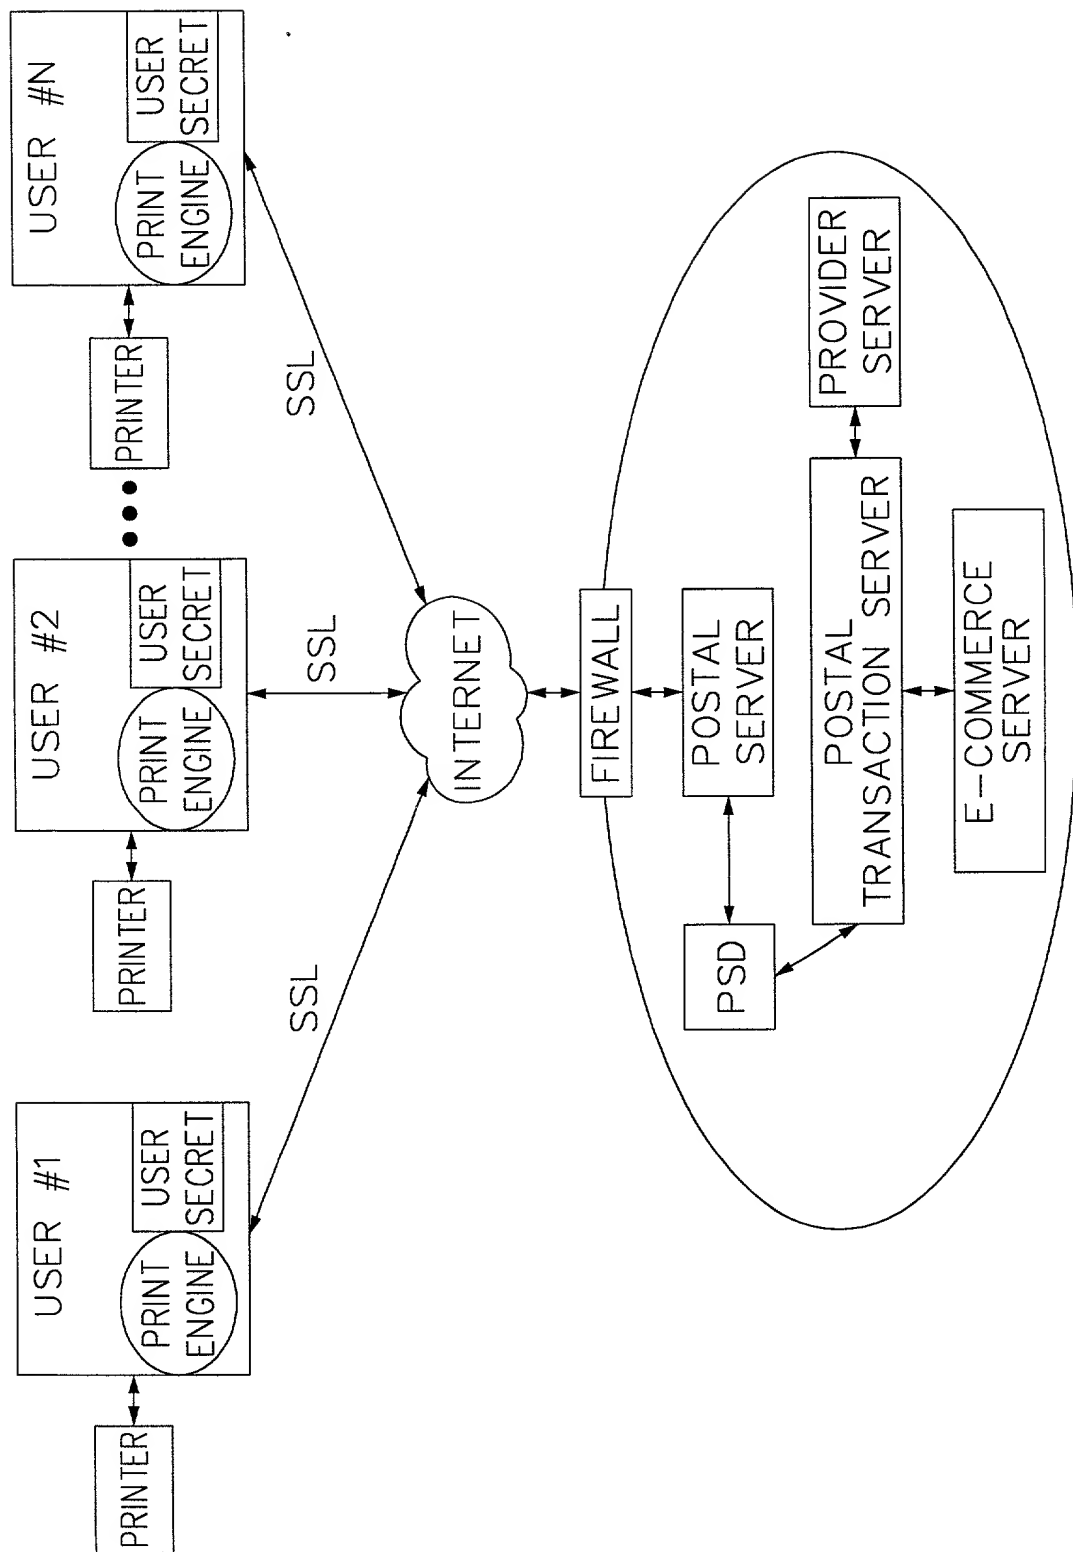 USER #1
PRINT
ENGINE
USER
SECRET
PRINTER
USER #2
PRINT
ENGINE
USER
SECRET
PRINTER
USER #N
PRINT
ENGINE
USER
SECRET
PRINTER
SSL
SSL
SSL
INTERNET
FIREWALL
POSTAL
SERVER
PSD
POSTAL
TRANSACTION SERVER
PROVIDER
SERVER
E-COMMERCE
SERVER